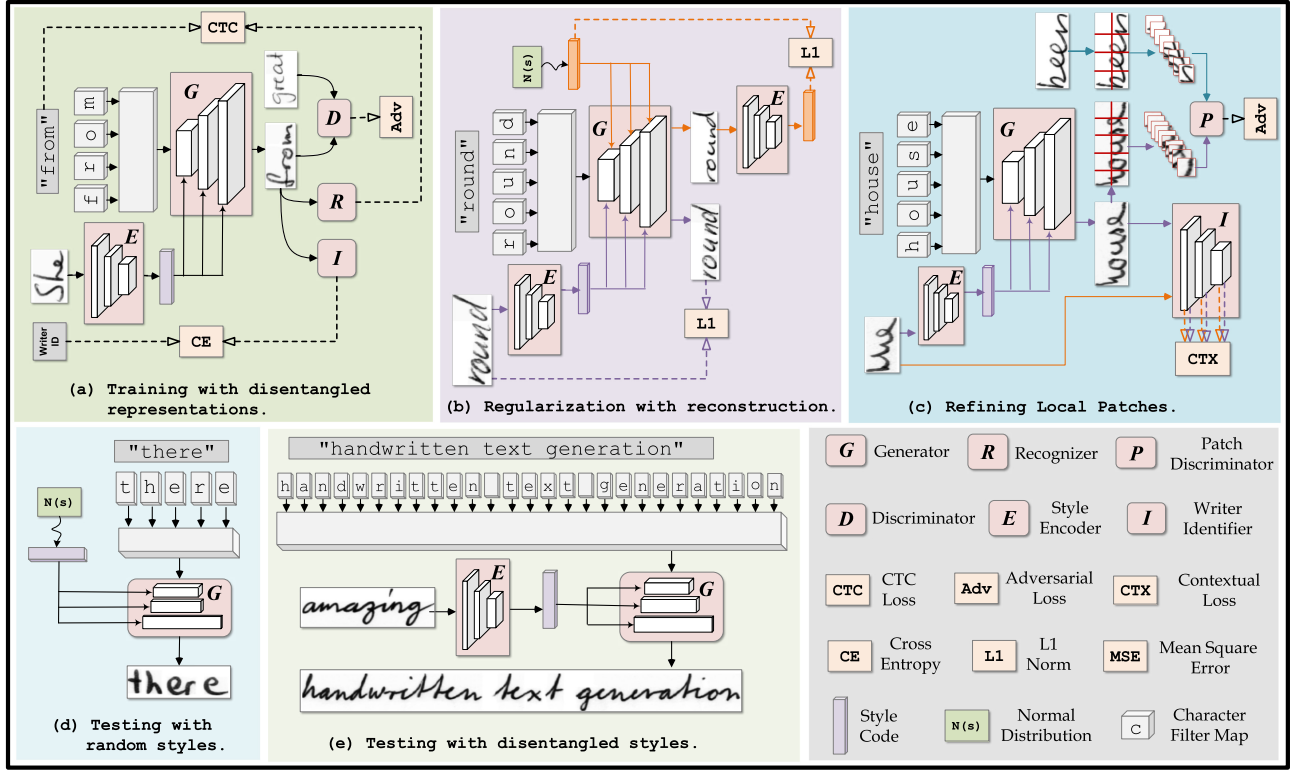 CTC
"from"
m
o
r
f
G
great
from
D
Adv
R
I
She
E
Writer
ID
CE
(a) Training with disentangled
representations.
N(s)
L1
"round"
d
n
u
o
r
G
round
E
round
E
round
L1
(b) Regularization with reconstruction.
been
been
P
Adv
"house"
e
s
u
o
h
G
house
house
I
E
the
CTX
(c) Refining Local Patches.
"there"
N(s)
t h e r e
G
there
(d) Testing with
random styles.
"handwritten text generation"
h a n d w r i t t e n t e x t g e n e r a t i o n
amazing
E
G
handwritten text generation
(e) Testing with disentangled styles.
G Generator
R Recognizer
P Patch
Discriminator
D Discriminator
E Style
Encoder
I Writer
Identifier
CTC CTC
Loss
Adv Adversarial
Loss
CTX Contextual
Loss
CE Cross
Entropy
L1 L1
Norm
MSE Mean Square
Error
Style
Code
N(s) Normal
Distribution
c Character
Filter Map